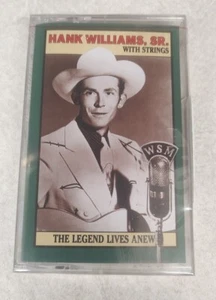 HANK WILLIAMS, SR.
WITH STRINGS
WSM
THE LEGEND LIVES ANEW